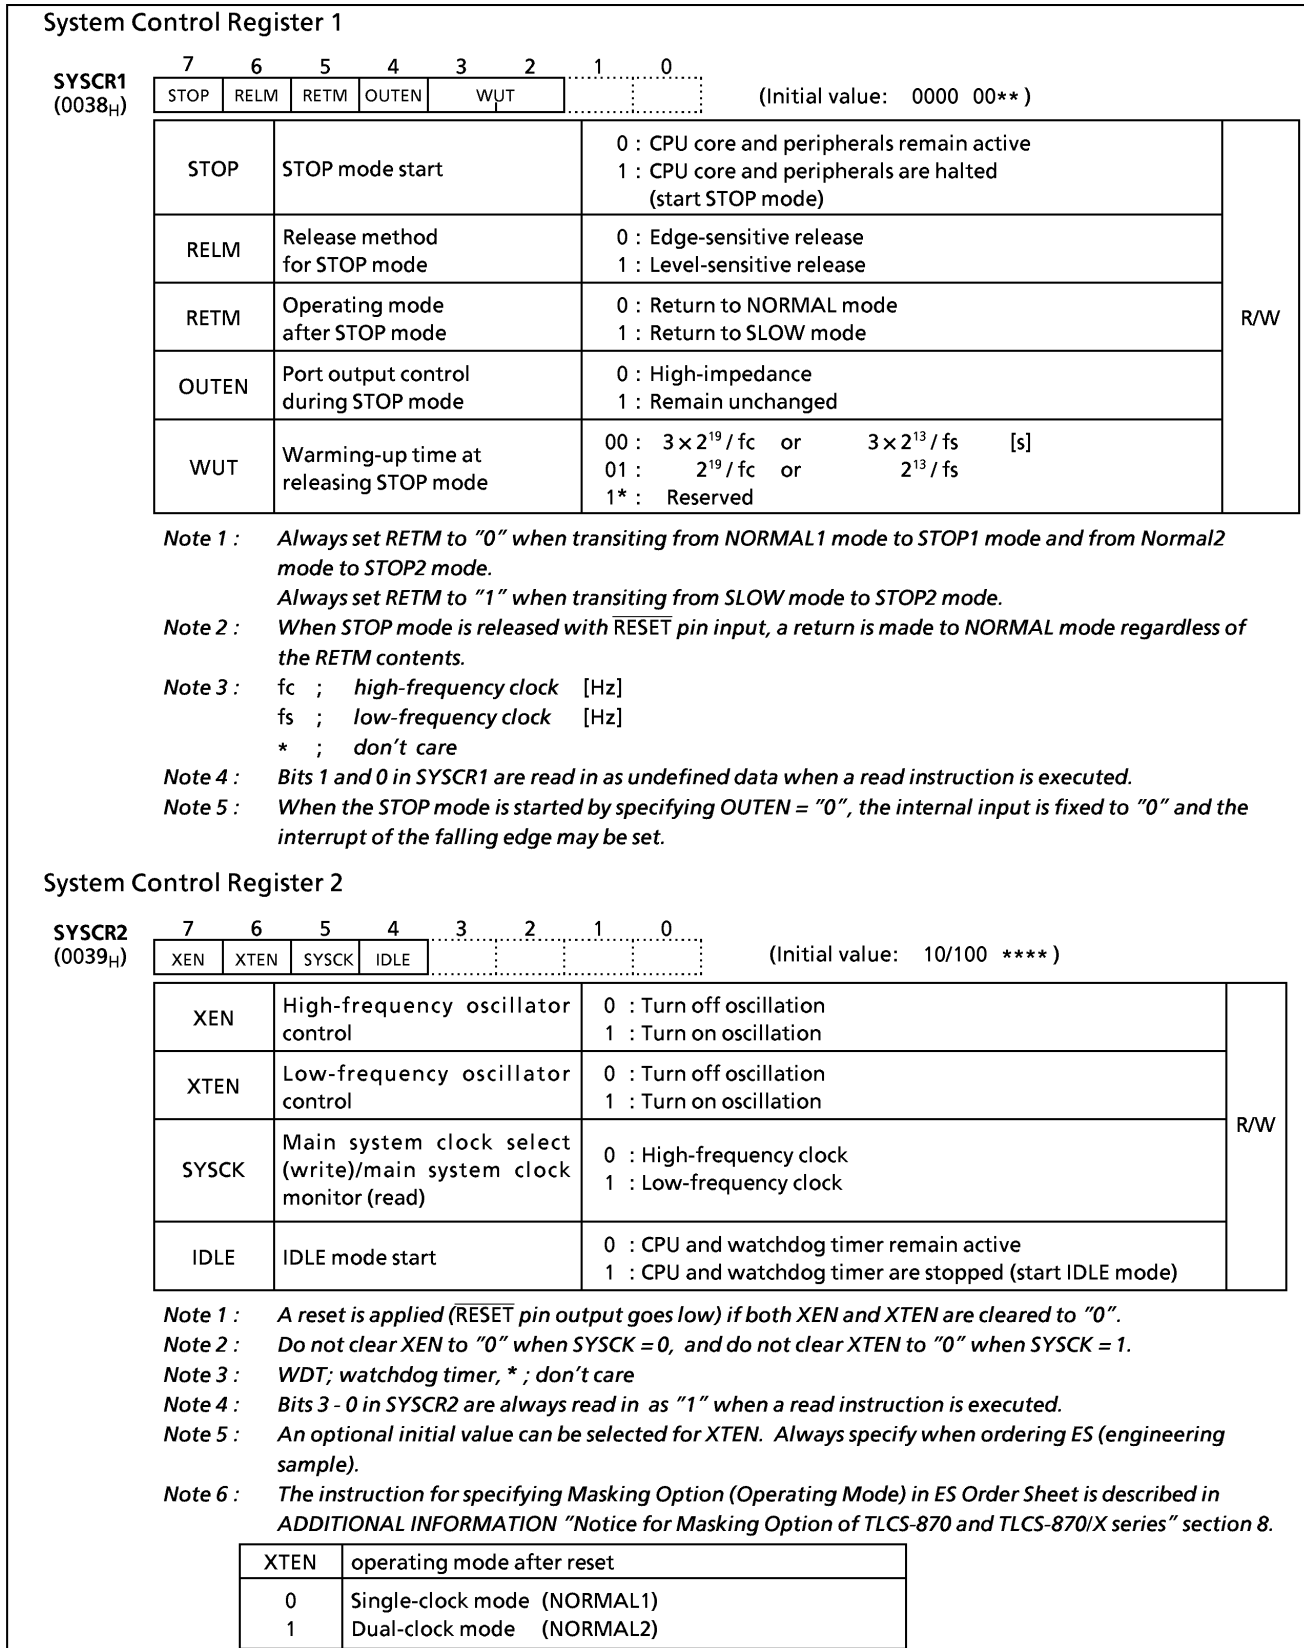 System Control Register 1
7 6 5 4 3 2 1 0
SYSCR1 (0038H) STOP RELM RETM OUTEN WUT (Initial value: 0000 00**)
STOP STOP mode start 0 : CPU core and peripherals remain active
1 : CPU core and peripherals are halted
(start STOP mode)
RELM Release method 0 : Edge-sensitive release
for STOP mode 1 : Level-sensitive release
RETM Operating mode 0 : Return to NORMAL mode R/W
after STOP mode 1 : Return to SLOW mode
OUTEN Port output control 0 : High-impedance
during STOP mode 1 : Remain unchanged
WUT Warming-up time at 00 : 3 × 2¹⁹ / fc or 3 × 2¹³ / fs [s]
releasing STOP mode 01 : 2¹⁹ / fc or 2¹³ / fs
1* : Reserved
Note 1 : Always set RETM to "0" when transiting from NORMAL1 mode to STOP1 mode and from Normal2
mode to STOP2 mode.
Always set RETM to "1" when transiting from SLOW mode to STOP2 mode.
Note 2 : When STOP mode is released with RESET pin input, a return is made to NORMAL mode regardless of
the RETM contents.
Note 3 : fc ; high-frequency clock [Hz]
fs ; low-frequency clock [Hz]
* ; don't care
Note 4 : Bits 1 and 0 in SYSCR1 are read in as undefined data when a read instruction is executed.
Note 5 : When the STOP mode is started by specifying OUTEN = "0", the internal input is fixed to "0" and the
interrupt of the falling edge may be set.
System Control Register 2
7 6 5 4 3 2 1 0
SYSCR2 (0039H) XEN XTEN SYSCK IDLE (Initial value: 10/100 ****)
XEN High-frequency oscillator 0 : Turn off oscillation
control 1 : Turn on oscillation
XTEN Low-frequency oscillator 0 : Turn off oscillation
control 1 : Turn on oscillation
R/W
SYSCK Main system clock select 0 : High-frequency clock
(write)/main system clock 1 : Low-frequency clock
monitor (read)
IDLE IDLE mode start 0 : CPU and watchdog timer remain active
1 : CPU and watchdog timer are stopped (start IDLE mode)
Note 1 : A reset is applied (RESET pin output goes low) if both XEN and XTEN are cleared to "0".
Note 2 : Do not clear XEN to "0" when SYSCK = 0, and do not clear XTEN to "0" when SYSCK = 1.
Note 3 : WDT; watchdog timer, * ; don't care
Note 4 : Bits 3 - 0 in SYSCR2 are always read in as "1" when a read instruction is executed.
Note 5 : An optional initial value can be selected for XTEN. Always specify when ordering ES (engineering
sample).
Note 6 : The instruction for specifying Masking Option (Operating Mode) in ES Order Sheet is described in
ADDITIONAL INFORMATION "Notice for Masking Option of TLCS-870 and TLCS-870/X series" section 8.
XTEN operating mode after reset
0 Single-clock mode (NORMAL1)
1 Dual-clock mode (NORMAL2)